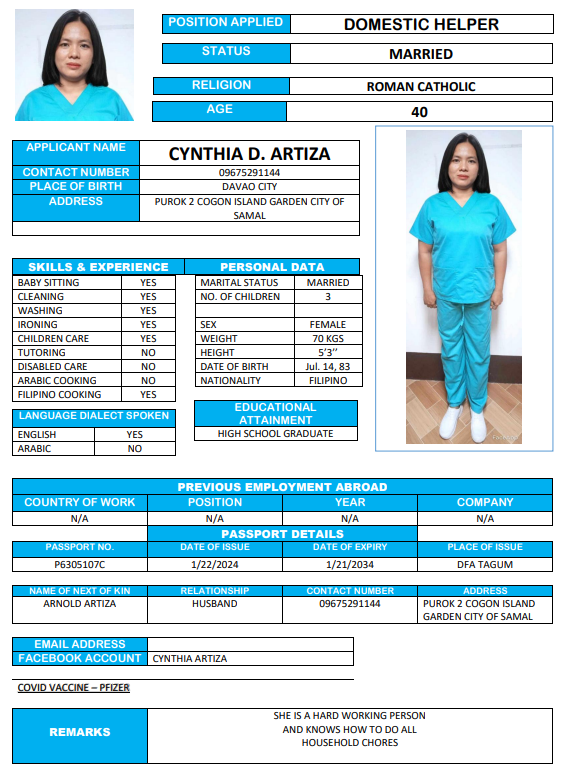 POSITION APPLIED DOMESTIC HELPER
STATUS MARRIED
RELIGION ROMAN CATHOLIC
AGE 40
APPLICANT NAME CYNTHIA D. ARTIZA
CONTACT NUMBER 09675291144
PLACE OF BIRTH DAVAO CITY
ADDRESS PUROK 2 COGON ISLAND GARDEN CITY OF
SAMAL
SKILLS & EXPERIENCE PERSONAL DATA
BABY SITTING YES MARITAL STATUS MARRIED
CLEANING YES NO. OF CHILDREN 3
WASHING YES
IRONING YES SEX FEMALE
CHILDREN CARE YES WEIGHT 70 KGS
TUTORING NO HEIGHT 5’3’’
DISABLED CARE NO DATE OF BIRTH Jul. 14, 83
ARABIC COOKING NO NATIONALITY FILIPINO
FILIPINO COOKING YES
LANGUAGE DIALECT SPOKEN
ENGLISH YES
ARABIC NO
EDUCATIONAL
ATTAINMENT
HIGH SCHOOL GRADUATE
PREVIOUS EMPLOYMENT ABROAD
COUNTRY OF WORK POSITION YEAR COMPANY
N/A N/A N/A N/A
PASSPORT DETAILS
PASSPORT NO. DATE OF ISSUE DATE OF EXPIRY PLACE OF ISSUE
P6305107C 1/22/2024 1/21/2034 DFA TAGUM
NAME OF NEXT OF KIN RELATIONSHIP CONTACT NUMBER ADDRESS
ARNOLD ARTIZA HUSBAND 09675291144 PUROK 2 COGON ISLAND
GARDEN CITY OF SAMAL
EMAIL ADDRESS
FACEBOOK ACCOUNT CYNTHIA ARTIZA
COVID VACCINE – PFIZER
REMARKS
SHE IS A HARD WORKING PERSON
AND KNOWS HOW TO DO ALL
HOUSEHOLD CHORES